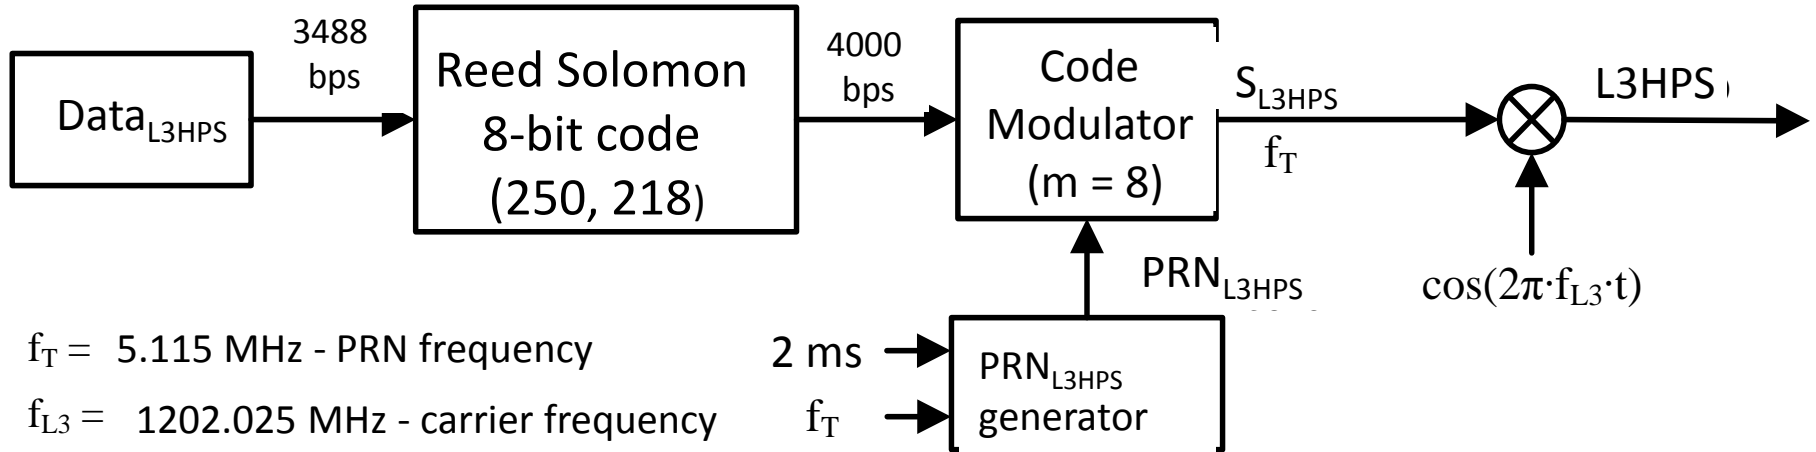 Data_L3HPS
3488
bps
Reed Solomon
8-bit code
(250, 218)
4000
bps
Code
Modulator
(m = 8)
S_L3HPS
f_T
L3HPS
cos(2π·f_L3·t)
PRN_L3HPS
f_T = 5.115 MHz - PRN frequency
f_L3 = 1202.025 MHz - carrier frequency
2 ms
f_T
PRN_L3HPS
generator